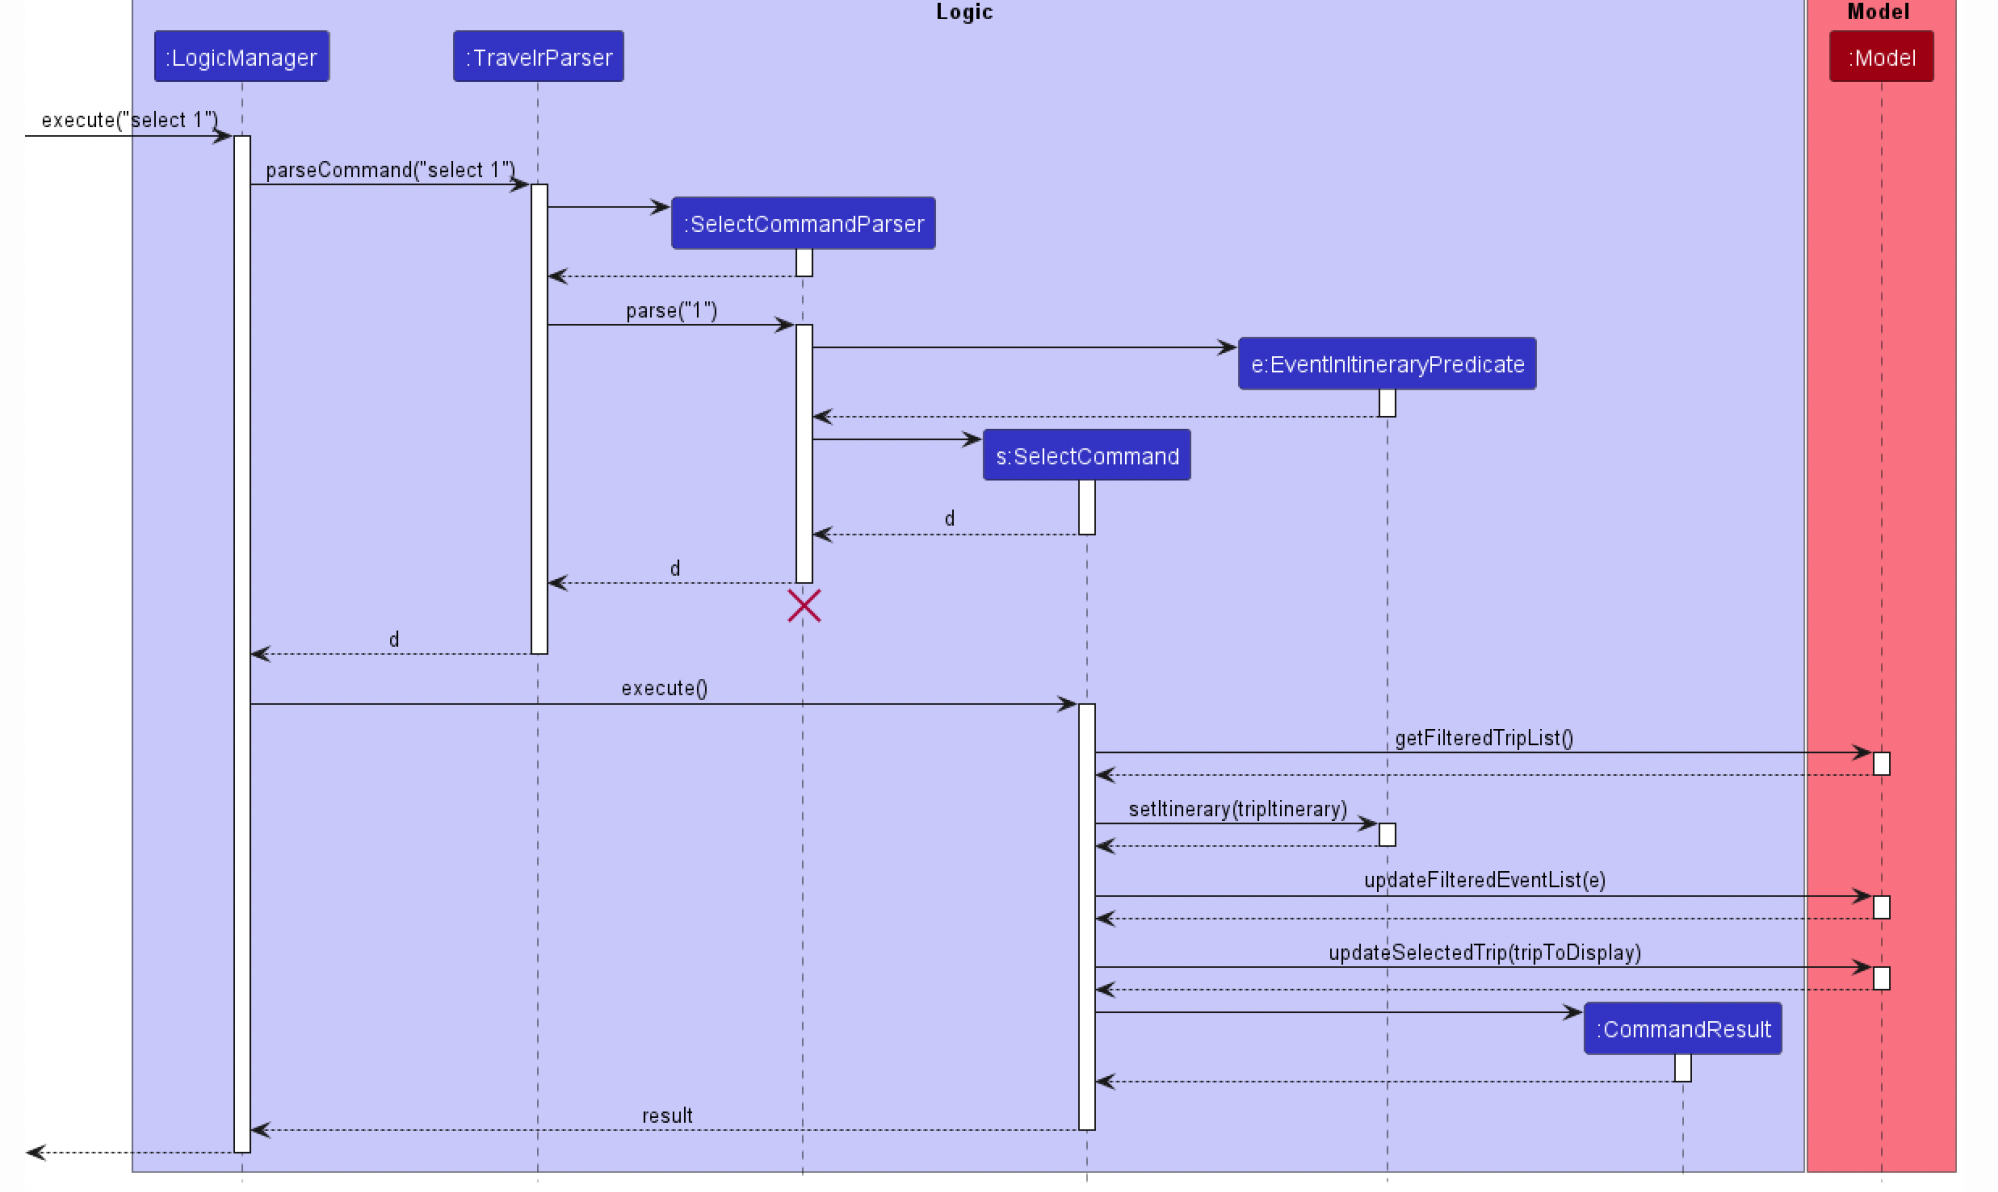 Logic
Model
:LogicManager
:TravelrParser
:Model
execute("select 1")
parseCommand("select 1")
:SelectCommandParser
parse("1")
e:EventInItineraryPredicate
s:SelectCommand
d
d
d
execute()
getFilteredTripList()
setItinerary(tripItinerary)
updateFilteredEventList(e)
updateSelectedTrip(tripToDisplay)
:CommandResult
result